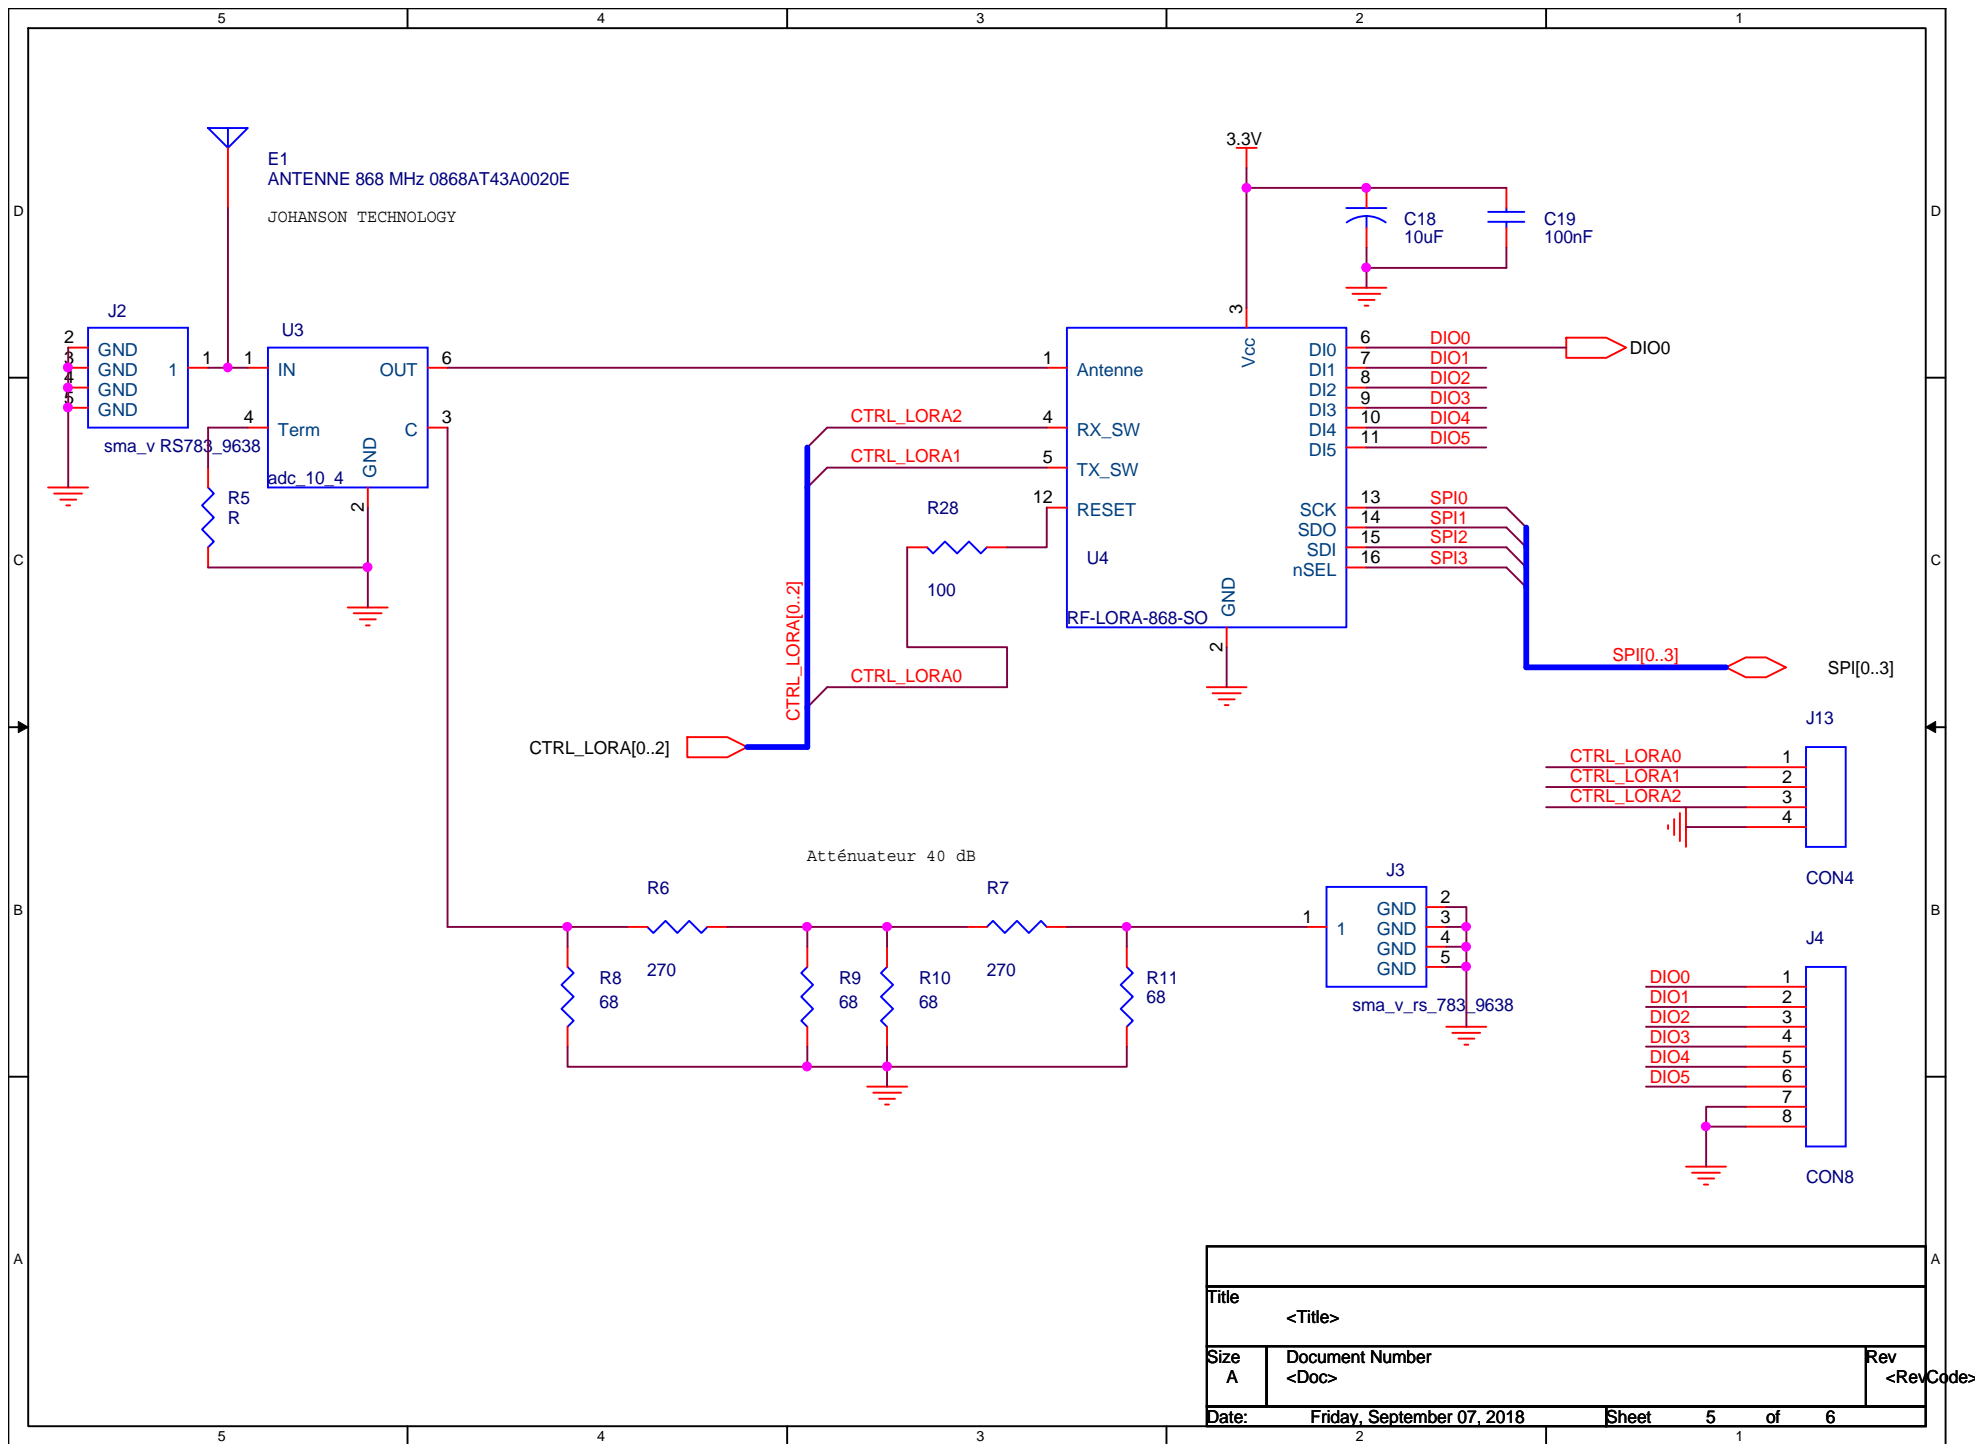 5 4 3 2 1
D D
C C
B B
A A
E1
ANTENNE 868 MHz 0868AT43A0020E
JOHANSON TECHNOLOGY
3.3V
C18
10uF
C19
100nF
J2
2 GND
3 GND 1 1
4 GND
5 GND
sma_v RS783_9638
U3
1 IN OUT 6
4 Term C 3
GND
2
adc_10_4
R5
R
3
Vcc
1 Antenne
4 RX_SW
5 TX_SW
12 RESET
U4
RF-LORA-868-SO
GND
2
DI0 6 DIO0
DI1 7 DIO1
DI2 8 DIO2
DI3 9 DIO3
DI4 10 DIO4
DI5 11 DIO5
DIO0
SCK 13 SPI0
SDO 14 SPI1
SDI 15 SPI2
nSEL 16 SPI3
SPI[0..3]
SPI[0..3]
CTRL_LORA2
CTRL_LORA1
R28
100
CTRL_LORA[0..2]
CTRL_LORA0
CTRL_LORA[0..2]
J13
CTRL_LORA0 1
CTRL_LORA1 2
CTRL_LORA2 3
4
CON4
Atténuateur 40 dB
R6
270
R7
270
R8
68
R9
68
R10
68
R11
68
J3
1 1 GND 2
GND 3
GND 4
GND 5
sma_v_rs_783_9638
J4
DIO0 1
DIO1 2
DIO2 3
DIO3 4
DIO4 5
DIO5 6
7
8
CON8
Title
<Title>
Size Document Number Rev
A <Doc> <RevCode>
Date: Friday, September 07, 2018 Sheet 5 of 6
5 4 3 2 1